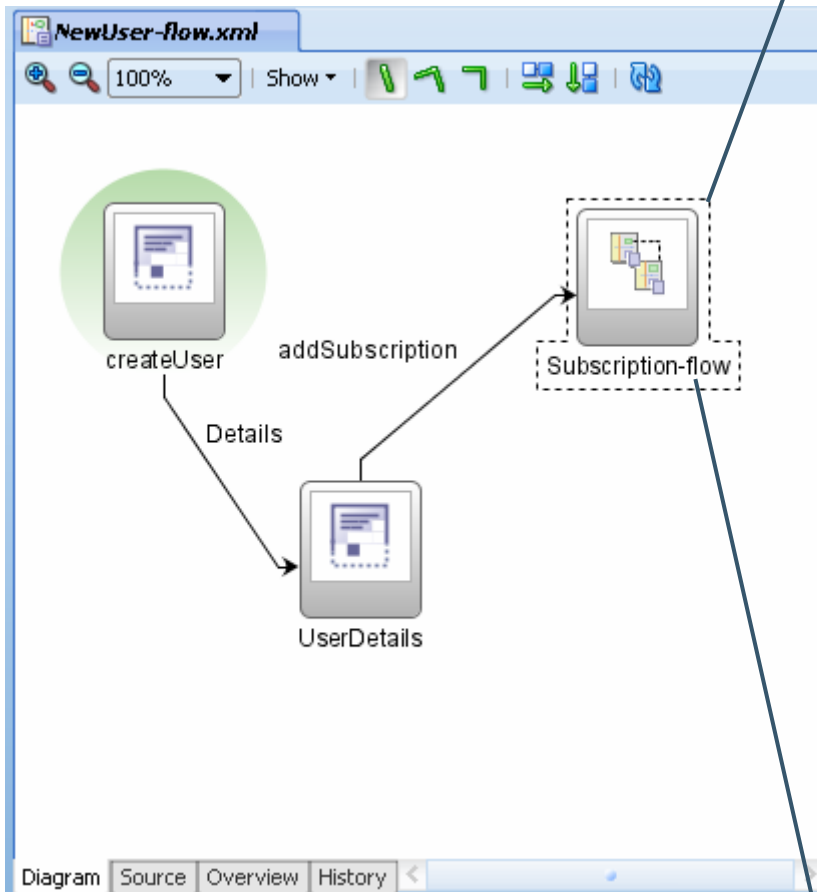 NewUser-flow.xml
100% Show
createUser
addSubscription
Subscription-flow
Details
UserDetails
Diagram Source Overview History